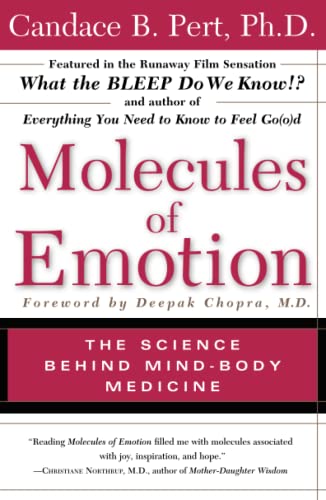 Candace B. Pert, Ph.D.
Featured in the Runaway Film Sensation
What the BLEEP Do We Know!?
and author of
Everything You Need to Know to Feel Go(o)d
Molecules
of
Emotion
Foreword by Deepak Chopra, M.D.
THE SCIENCE
BEHIND MIND-BODY
MEDICINE
"Reading Molecules of Emotion filled me with molecules associated
with joy, inspiration, and hope."
—CHRISTIANE NORTHRUP, M.D., author of Mother-Daughter Wisdom